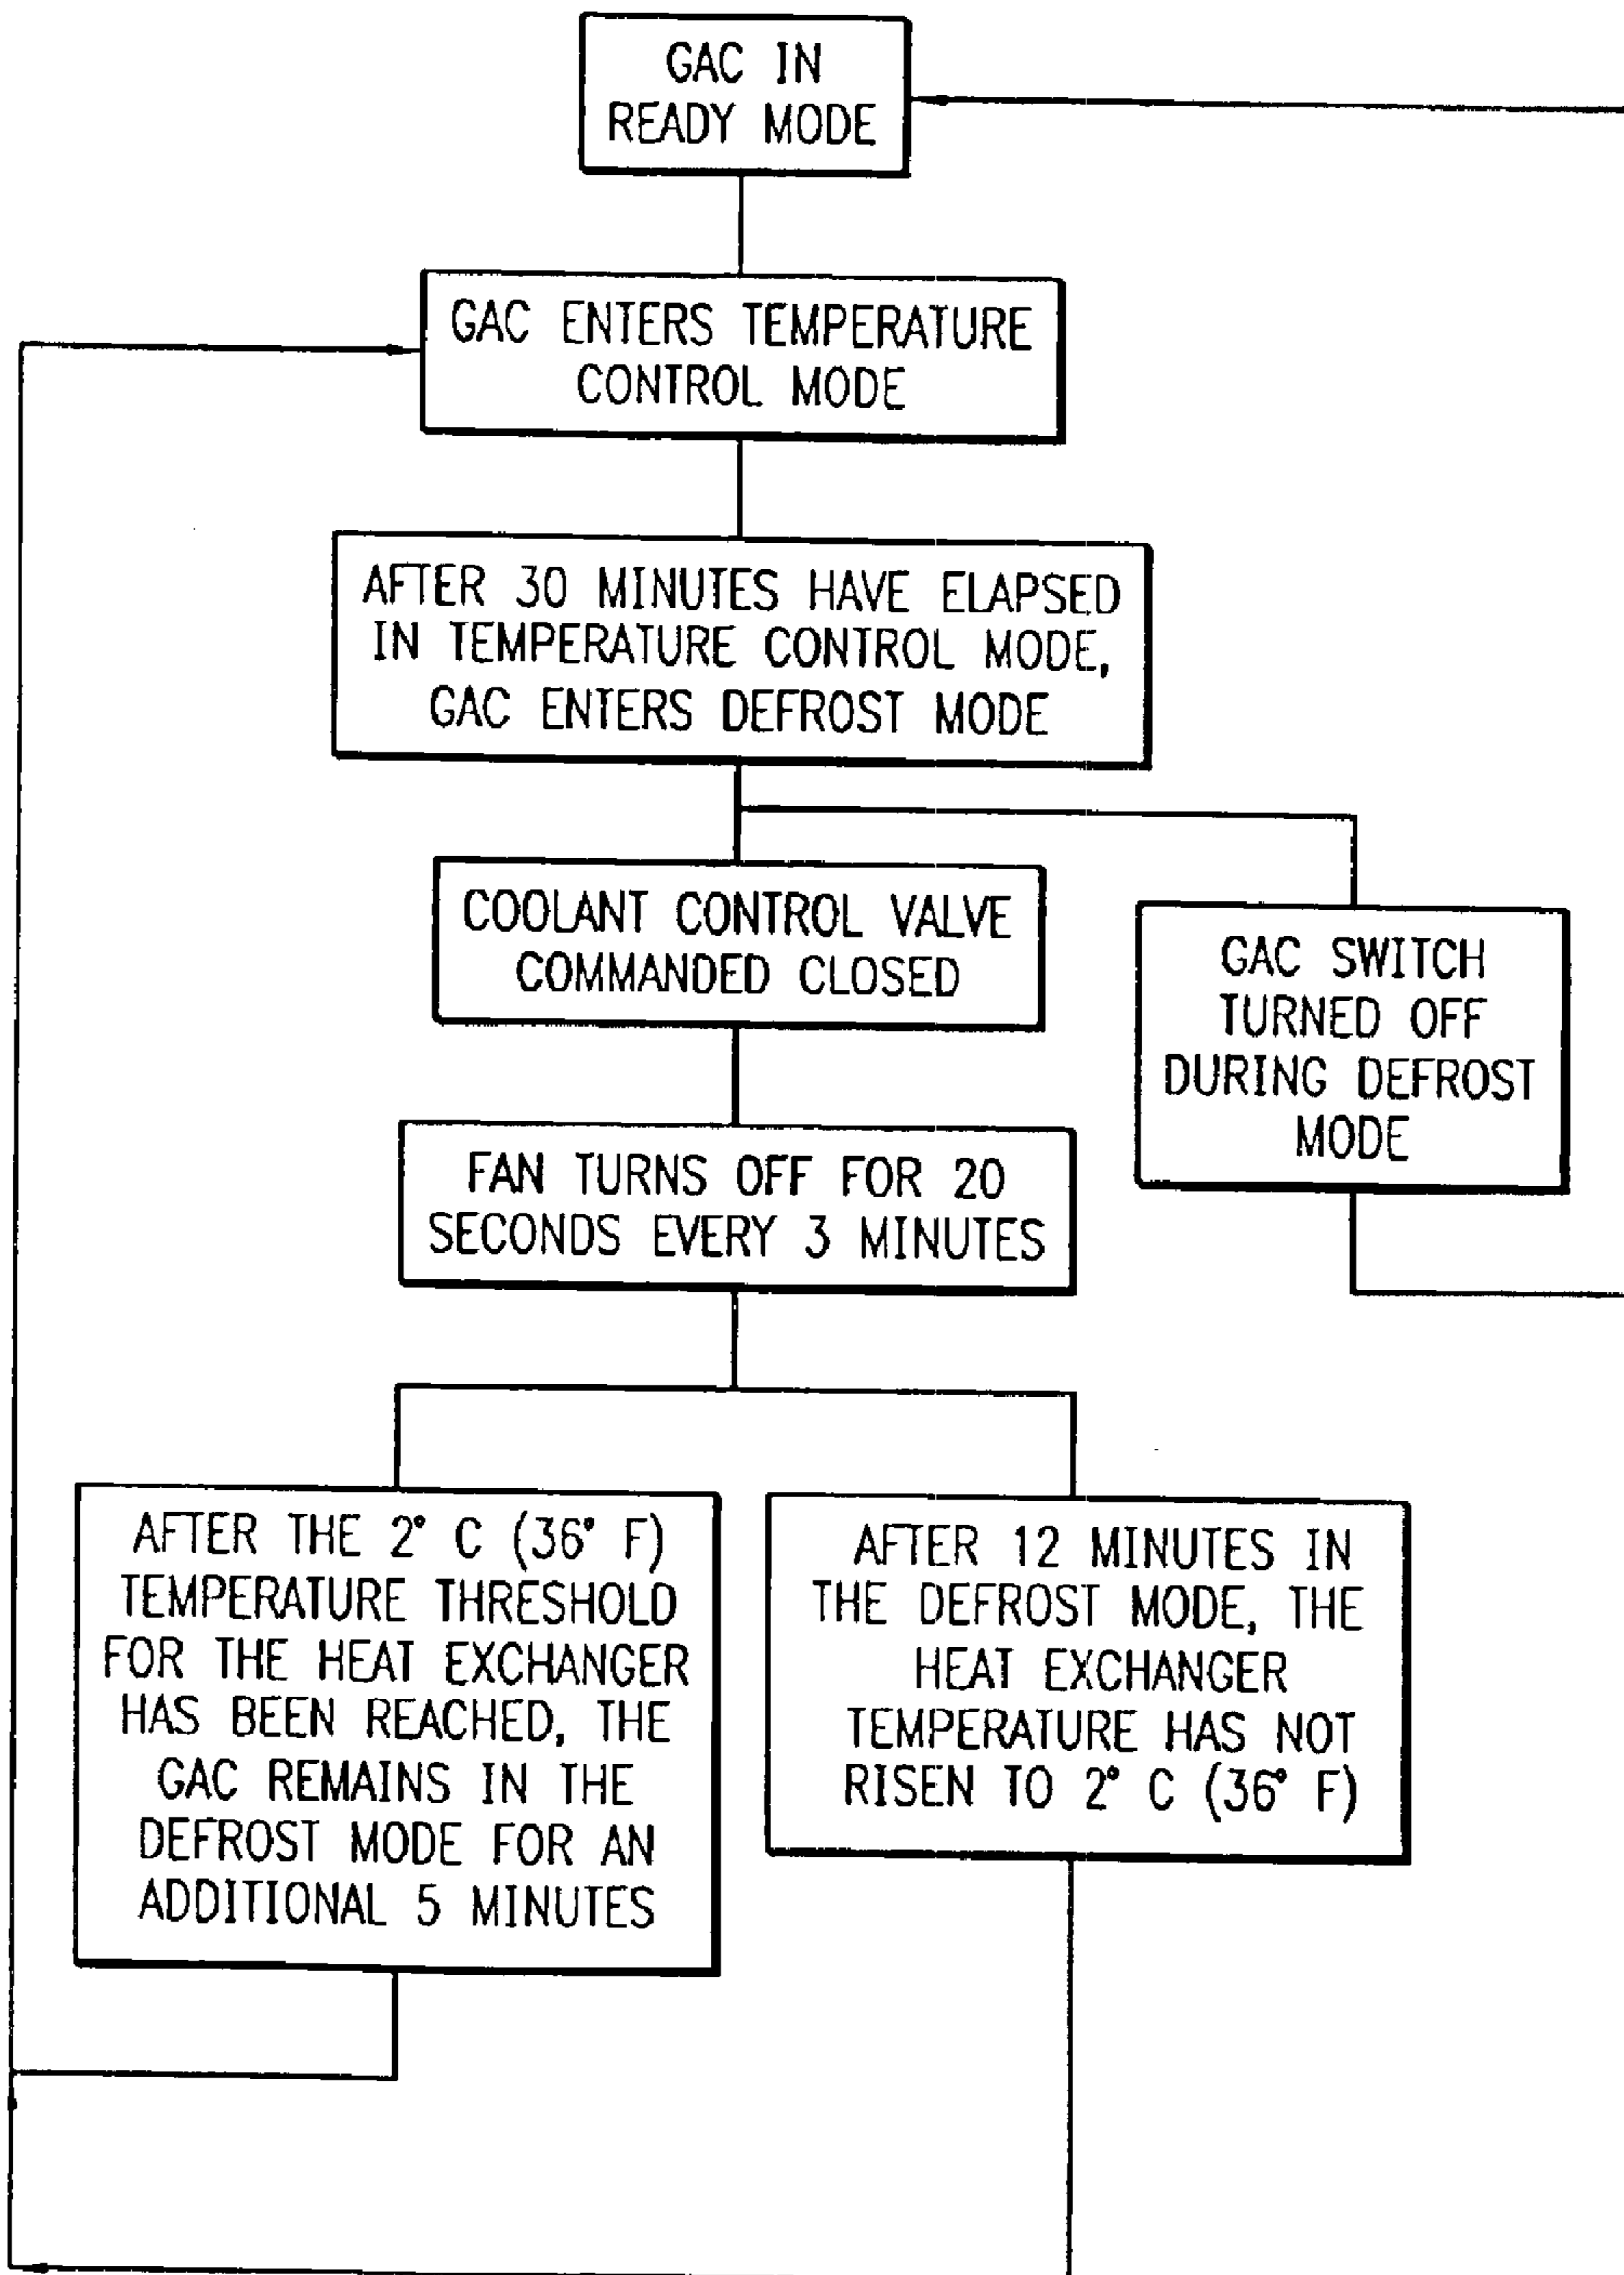 GAC IN
READY MODE
GAC ENTERS TEMPERATURE
CONTROL MODE
AFTER 30 MINUTES HAVE ELAPSED
IN TEMPERATURE CONTROL MODE,
GAC ENTERS DEFROST MODE
COOLANT CONTROL VALVE
COMMANDED CLOSED
GAC SWITCH
TURNED OFF
DURING DEFROST
MODE
FAN TURNS OFF FOR 20
SECONDS EVERY 3 MINUTES
AFTER THE 2° C (36° F)
TEMPERATURE THRESHOLD
FOR THE HEAT EXCHANGER
HAS BEEN REACHED, THE
GAC REMAINS IN THE
DEFROST MODE FOR AN
ADDITIONAL 5 MINUTES
AFTER 12 MINUTES IN
THE DEFROST MODE, THE
HEAT EXCHANGER
TEMPERATURE HAS NOT
RISEN TO 2° C (36° F)